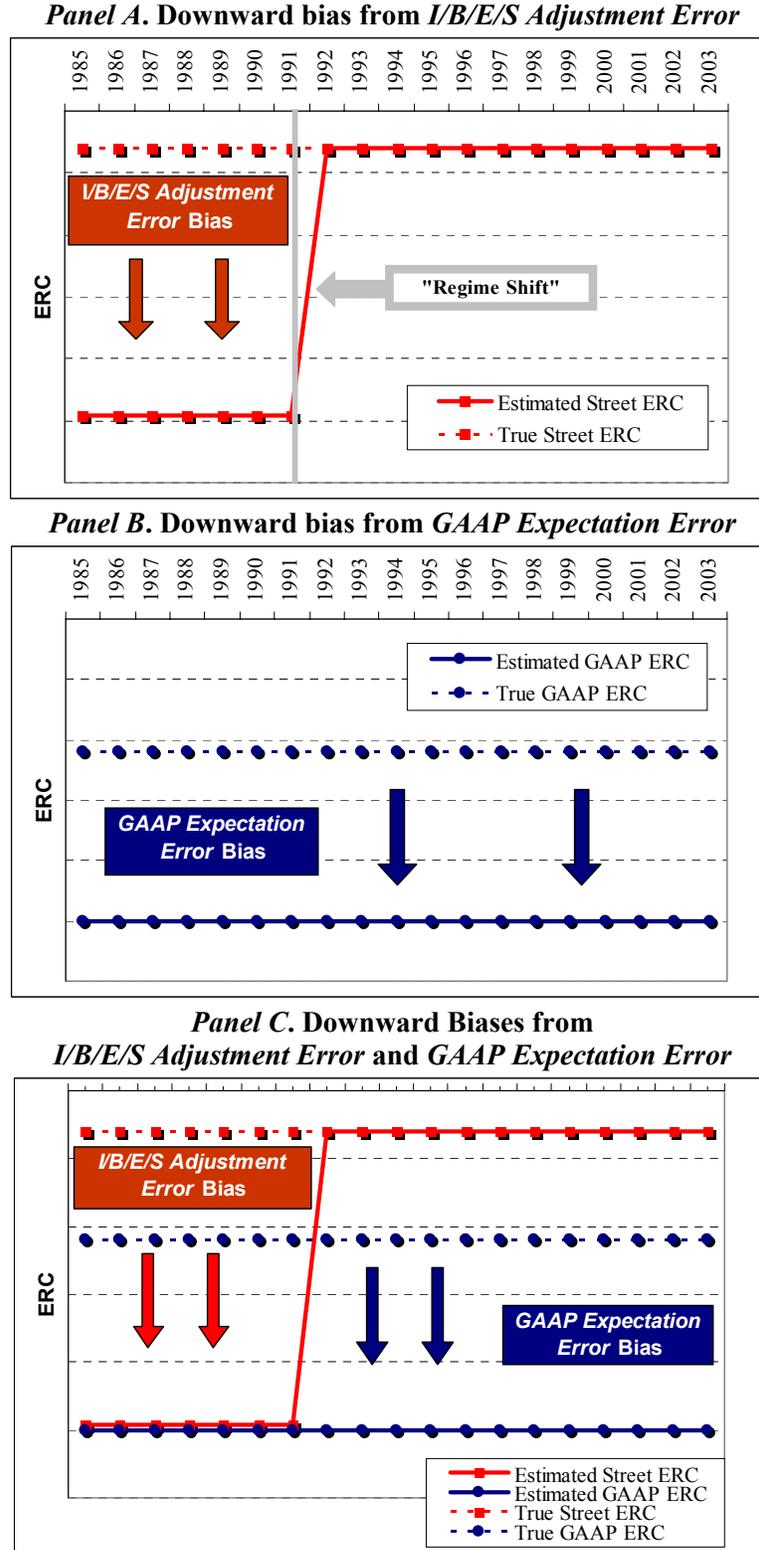 Panel A. Downward bias from I/B/E/S Adjustment Error
1985 1986 1987 1988 1989 1990 1991 1992 1993 1994 1995 1996 1997 1998 1999 2000 2001 2002 2003
I/B/E/S Adjustment
Error Bias
"Regime Shift"
ERC
Estimated Street ERC
True Street ERC
Panel B. Downward bias from GAAP Expectation Error
1985 1986 1987 1988 1989 1990 1991 1992 1993 1994 1995 1996 1997 1998 1999 2000 2001 2002 2003
Estimated GAAP ERC
True GAAP ERC
ERC
GAAP Expectation
Error Bias
Panel C. Downward Biases from
I/B/E/S Adjustment Error and GAAP Expectation Error
I/B/E/S Adjustment
Error Bias
ERC
GAAP Expectation
Error Bias
Estimated Street ERC
Estimated GAAP ERC
True Street ERC
True GAAP ERC